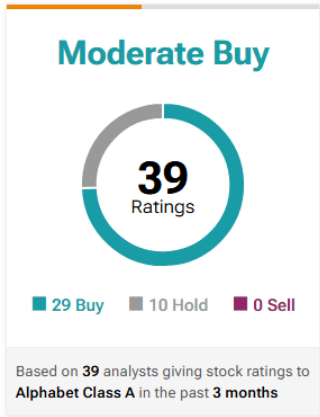 Moderate Buy
39
Ratings
29 Buy 10 Hold 0 Sell
Based on 39 analysts giving stock ratings to
Alphabet Class A in the past 3 months